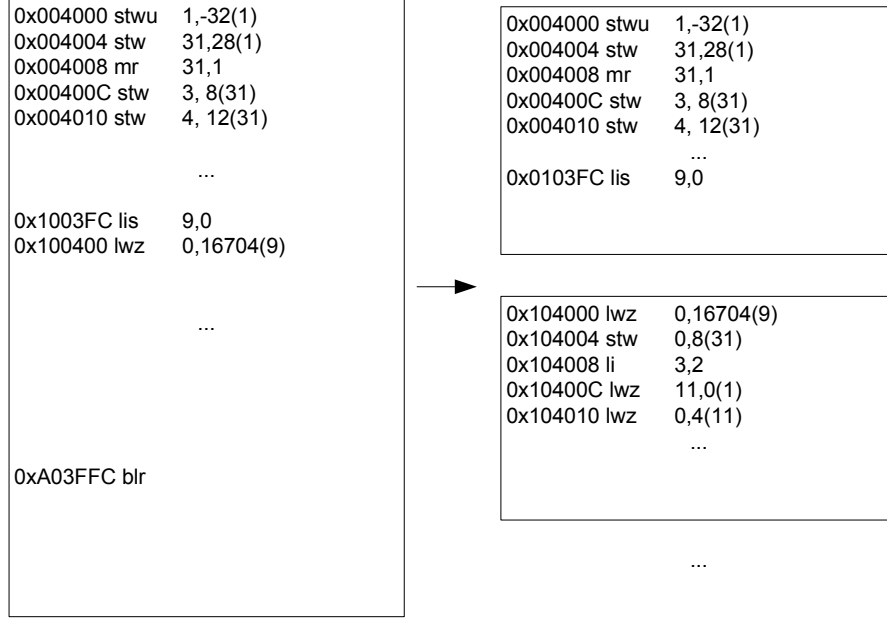 0x004000 stwu 1,-32(1)
0x004004 stw 31,28(1)
0x004008 mr 31,1
0x00400C stw 3, 8(31)
0x004010 stw 4, 12(31)
...
0x1003FC lis 9,0
0x100400 lwz 0,16704(9)
...
0xA03FFC blr
0x004000 stwu 1,-32(1)
0x004004 stw 31,28(1)
0x004008 mr 31,1
0x00400C stw 3, 8(31)
0x004010 stw 4, 12(31)
...
0x0103FC lis 9,0
0x104000 lwz 0,16704(9)
0x104004 stw 0,8(31)
0x104008 li 3,2
0x10400C lwz 11,0(1)
0x104010 lwz 0,4(11)
...
...